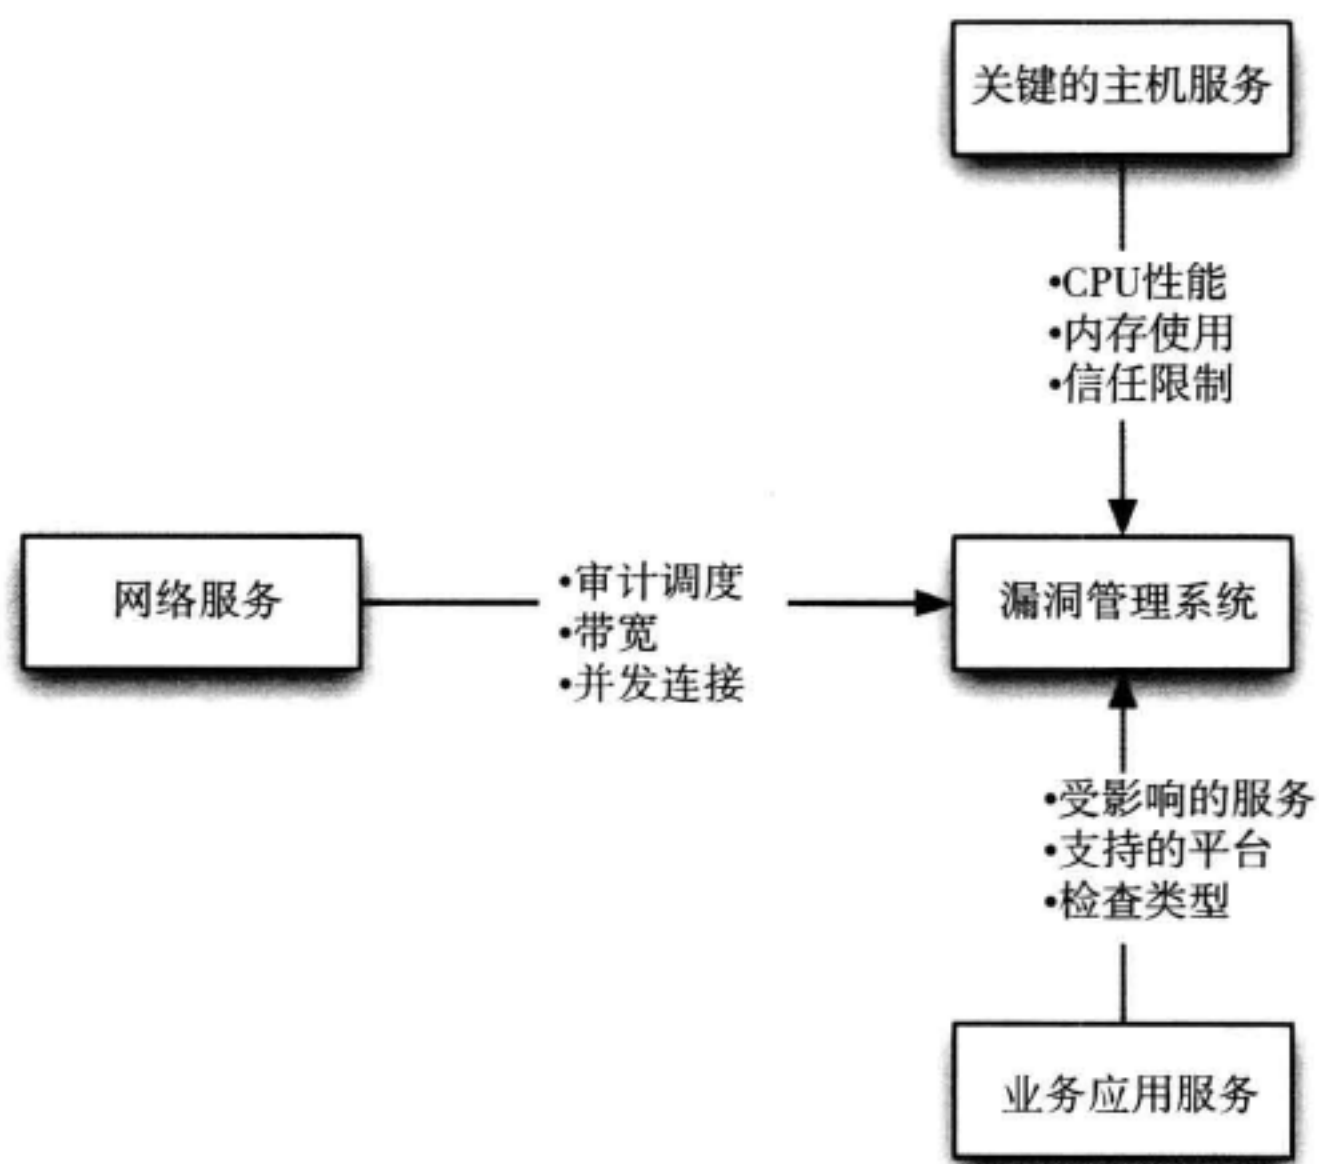 关键的主机服务
•CPU性能
•内存使用
•信任限制
网络服务
•审计调度
•带宽
•并发连接
漏洞管理系统
•受影响的服务
•支持的平台
•检查类型
业务应用服务